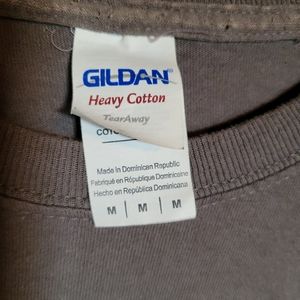 GILDAN
Heavy Cotton
TearAway
Made in Dominican Republic
Fabriqué en République Dominicaine
Hecho en República Dominicana
M | M | M